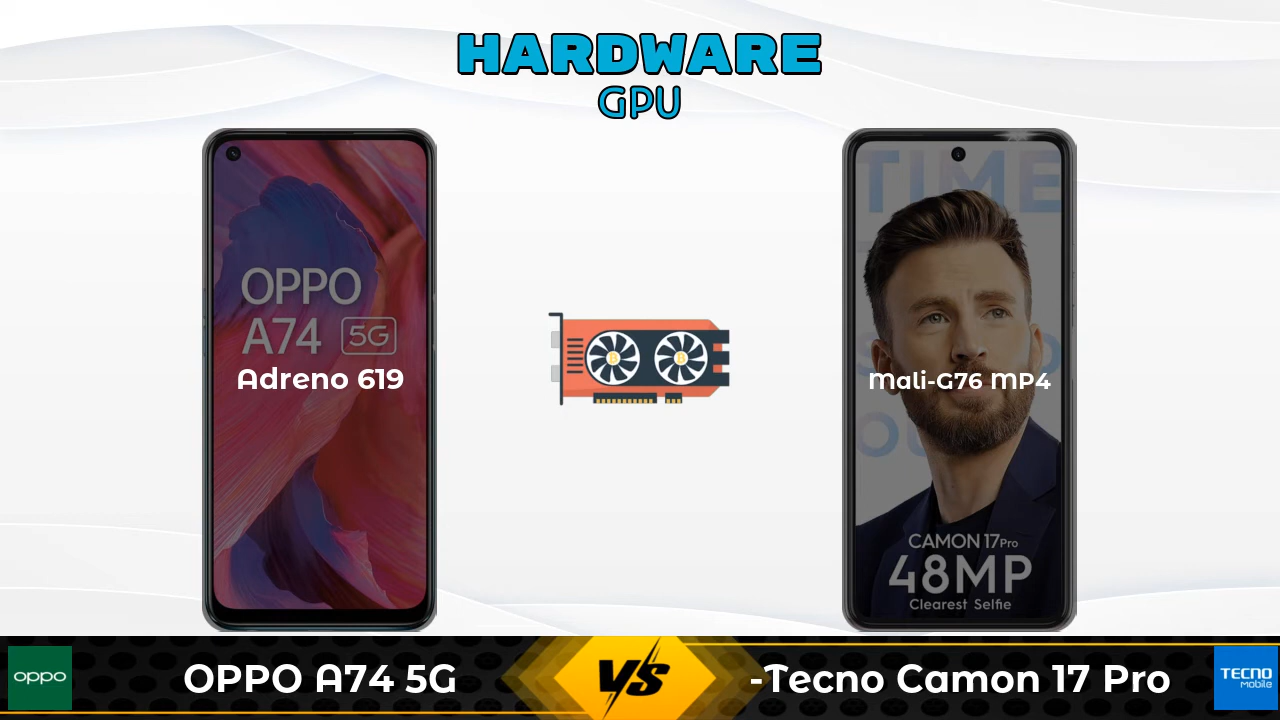 HARDWARE
GPU
OPPO
A74 5G
Adreno 619
TIME
Mali-G76 MP4
CAMON 17Pro
48MP
Clearest Selfie
oppo
OPPO A74 5G
VS
-Tecno Camon 17 Pro
TECNO
mobile